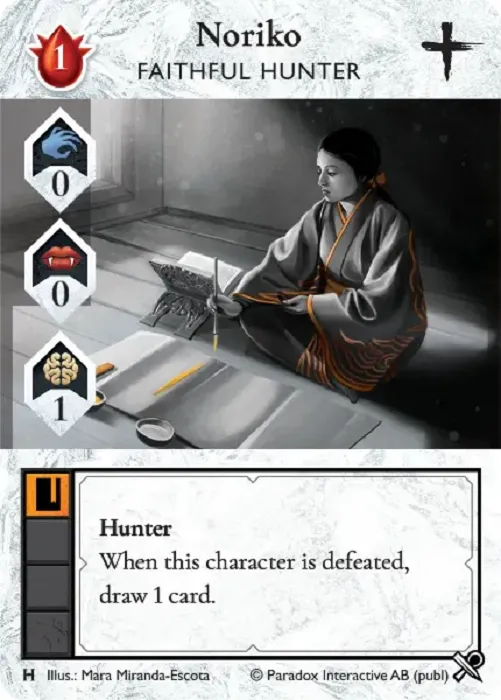 Noriko
1
FAITHFUL HUNTER
0
0
1
Hunter
When this character is defeated,
draw 1 card.
H Illus.: Mara Miranda-Escota © Paradox Interactive AB (publ)